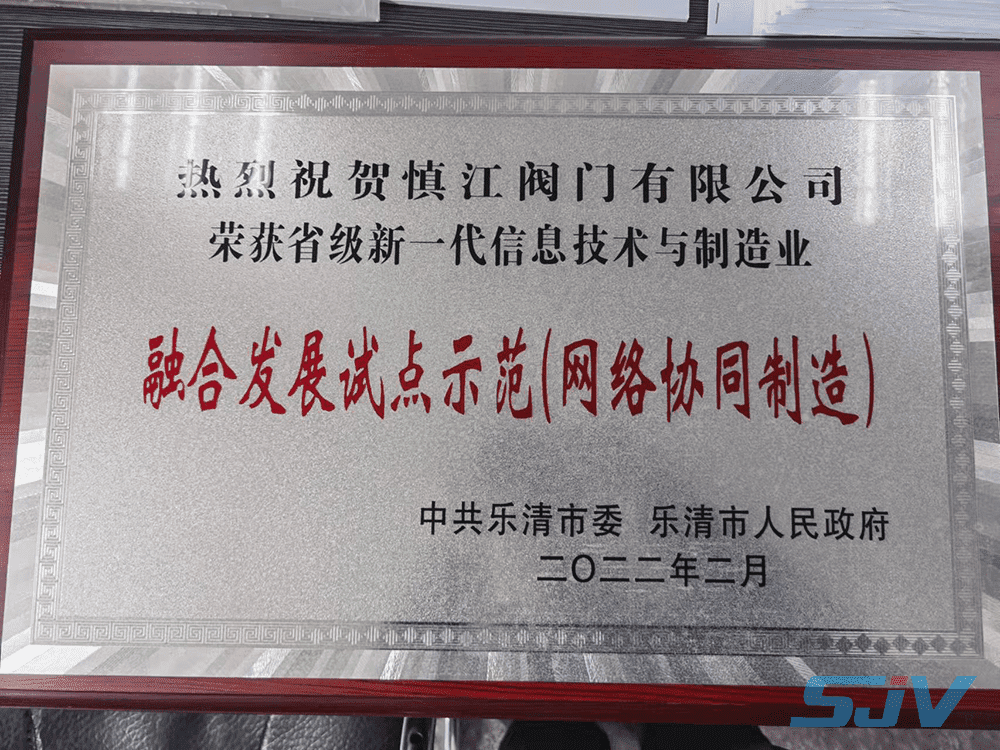 热烈祝贺慎江阀门有限公司
荣获省级新一代信息技术与制造业
融合发展试点示范(网络协同制造)
中共乐清市委 乐清市人民政府
二〇二二年二月
SJV